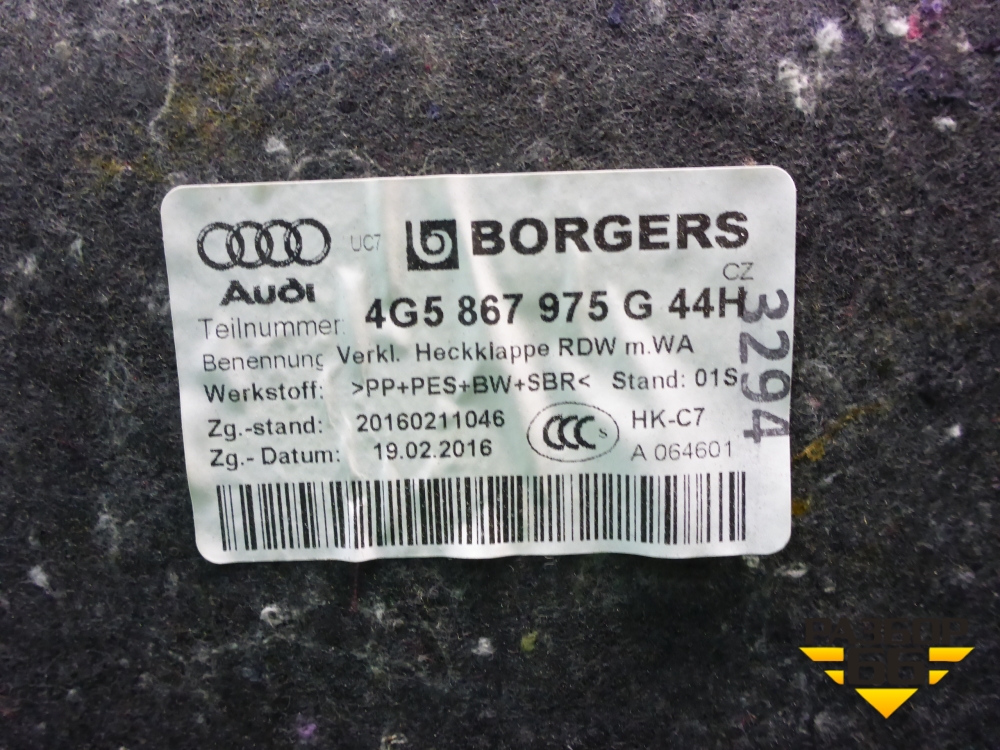 UC7 BORGERS
Audi
CZ
Teilnummer: 4G5 867 975 G 44H
Benennung Verkl. Heckklappe RDW m.WA
Werkstoff: >PP+PES+BW+SBR< Stand: 01S
Zg.-stand: 20160211046 CCC S HK-C7
Zg.- Datum: 19.02.2016 A 064601
3294